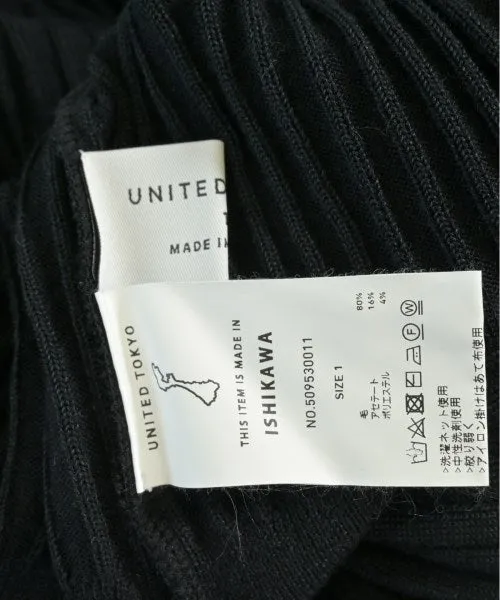 UNITED
MADE IN
UNITED TOKYO
THIS ITEM IS MADE IN
ISHIKAWA
NO.509530011
SIZE 1
毛 80%
アセテート 16%
ポリエステル 4%
>洗濯ネット使用
>中性洗剤使用
>絞り弱く
>アイロン掛けはあて布使用